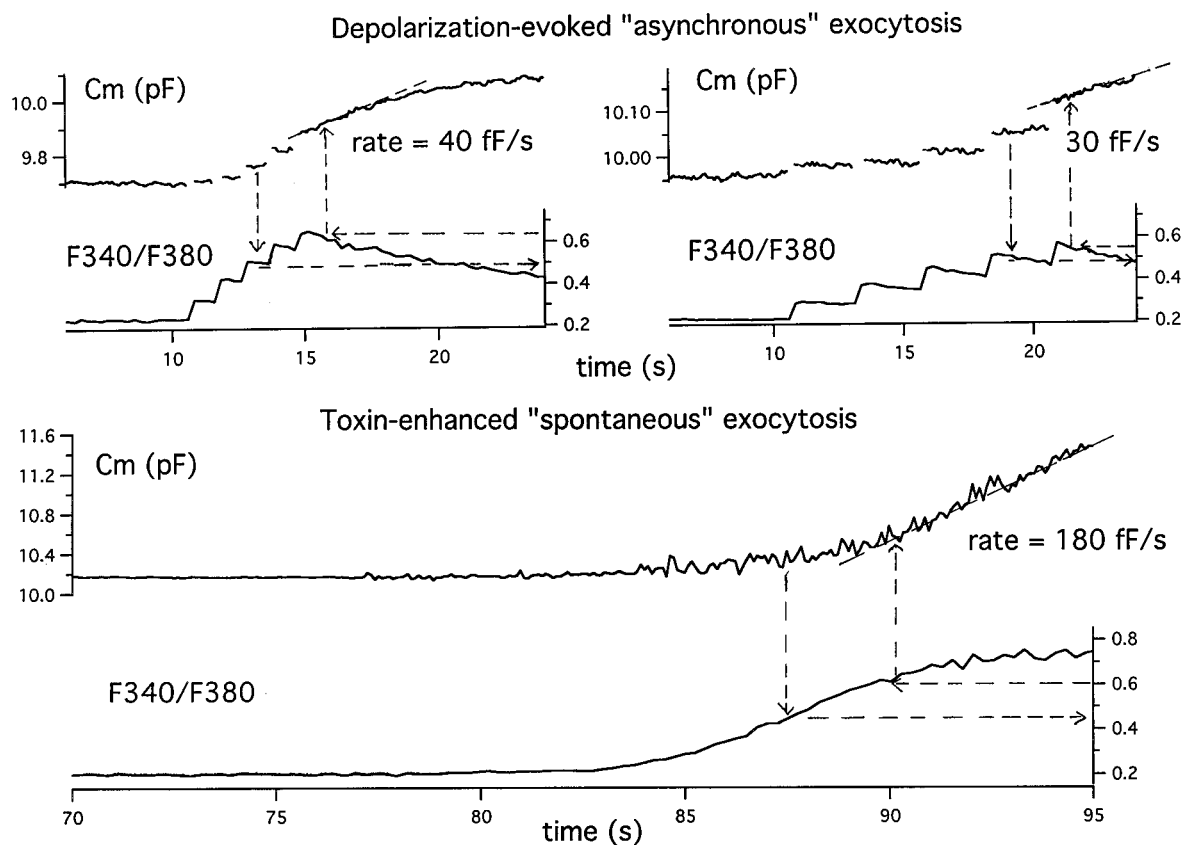 Depolarization-evoked "asynchronous" exocytosis
Cm (pF)
10.0
9.8
rate = 40 fF/s
F340/F380
0.6
0.4
0.2
10
15
20
Cm (pF)
10.10
10.00
30 fF/s
F340/F380
0.6
0.4
0.2
10
15
20
time (s)
Toxin-enhanced "spontaneous" exocytosis
11.6
11.2
10.8
10.4
10.0
Cm (pF)
rate = 180 fF/s
F340/F380
0.8
0.6
0.4
0.2
70
75
80
85
90
95
time (s)